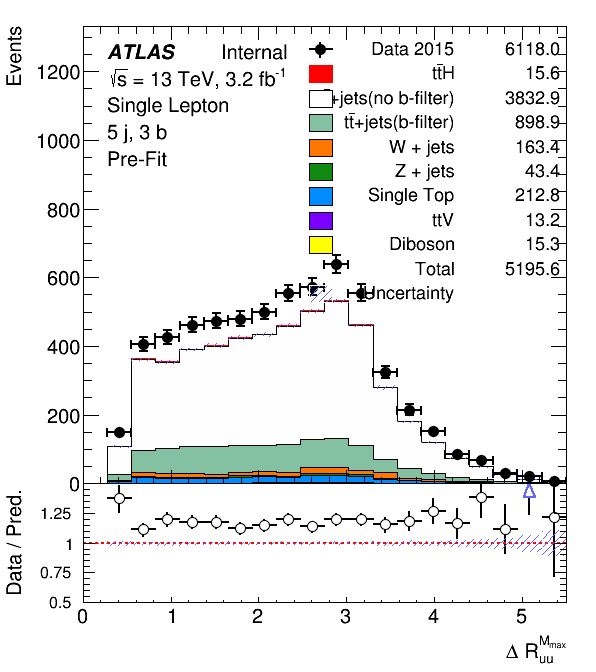 Events
ATLAS Internal
√s = 13 TeV, 3.2 fb-1
Single Lepton
5 j, 3 b
Pre-Fit
Data 2015 6118.0
tt̄H 15.6
+jets(no b-filter) 3832.9
tt̄+jets(b-filter) 898.9
W + jets 163.4
Z + jets 43.4
Single Top 212.8
ttV 13.2
Diboson 15.3
Total 5195.6
Uncertainty
1200
1000
800
600
400
200
0
Data / Pred.
1.25
1
0.75
0.5
0 1 2 3 4 5
Δ R uu Mmax